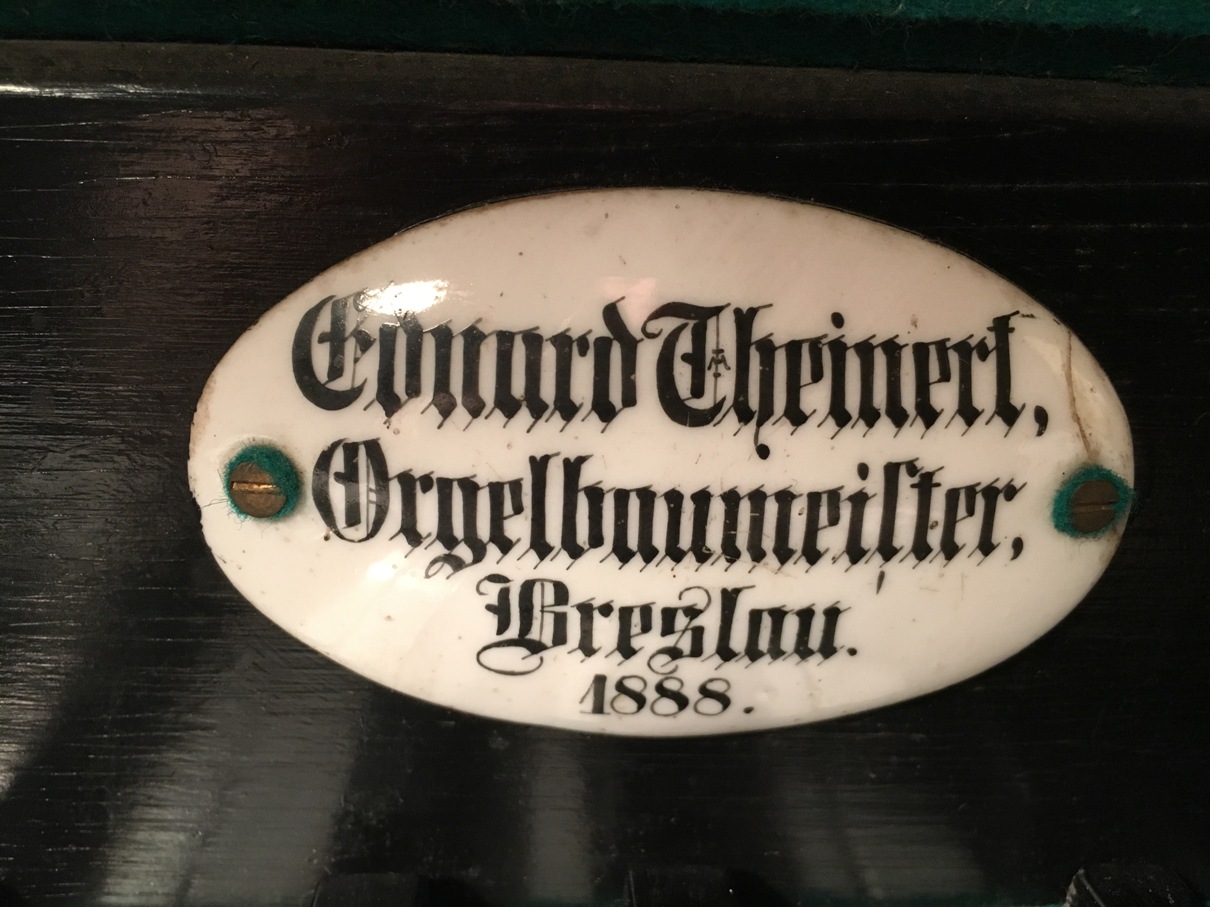 Eduard Theinert,
Orgelbaumeiſter,
Breslau.
1888.